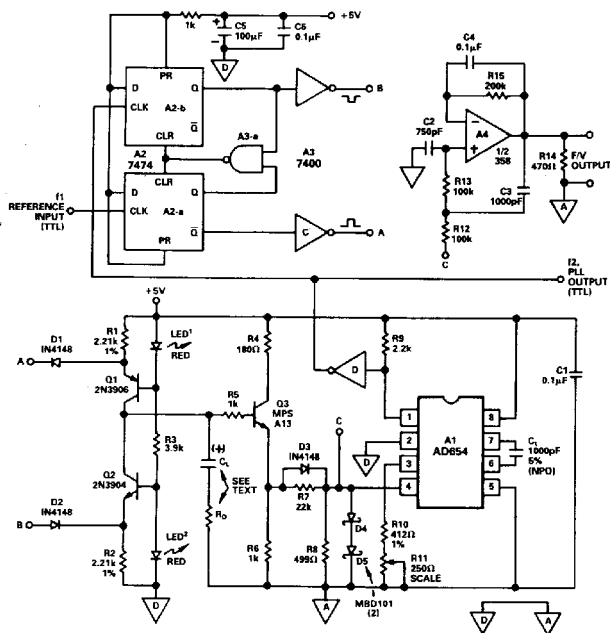 +5V
1k
+
C5
100μF
–
C6
0.1μF
D
PR
D
Q
CLK
A2-b
Q̅
CLR
B
A3-a
A3
7400
A2
7474
CLR
D
Q
CLK
A2-a
Q̅
PR
C
A
f1
REFERENCE
INPUT
(TTL)
C4
0.1μF
R15
200k
C2
750pF
–
+
A4
1/2
358
R13
100k
R12
100k
C
C3
1000pF
R14
470Ω
F/V
OUTPUT
A
f2,
PLL
OUTPUT
(TTL)
+5V
D1
IN4148
A
R1
2.21k
1%
LED1
RED
Q1
2N3906
R3
3.9k
Q2
2N3904
D2
IN4148
B
R2
2.21k
1%
LED2
RED
D
R4
180Ω
R5
1k
Q3
MPS
A13
(+)
CL
SEE
TEXT
RD
D3
IN4148
R7
22k
C
R6
1k
R8
499Ω
A
D4
D5
MBD101
(2)
D
R9
2.2k
D
1
2
3
4
A1
AD654
8
7
6
5
Ct
1000pF
5%
(NPO)
R10
412Ω
1%
R11
250Ω
SCALE
C1
0.1μF
D
A